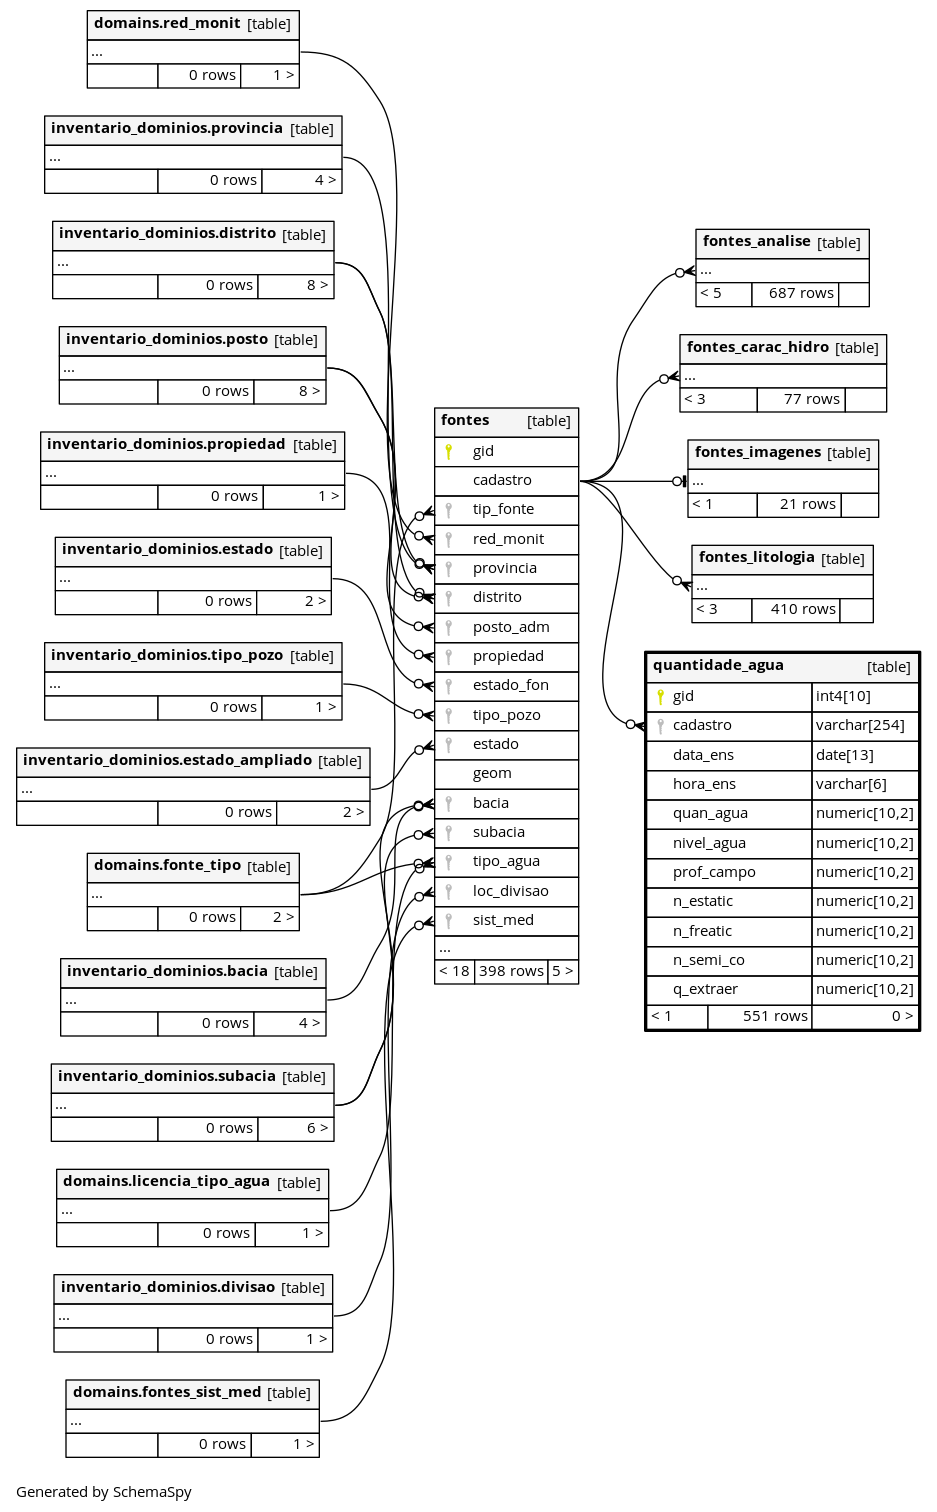 domains.red_monit [table]
...
0 rows 1 >
inventario_dominios.provincia [table]
...
0 rows 4 >
inventario_dominios.distrito [table]
...
0 rows 8 >
inventario_dominios.posto [table]
...
0 rows 8 >
inventario_dominios.propiedad [table]
...
0 rows 1 >
inventario_dominios.estado [table]
...
0 rows 2 >
inventario_dominios.tipo_pozo [table]
...
0 rows 1 >
inventario_dominios.estado_ampliado [table]
...
0 rows 2 >
domains.fonte_tipo [table]
...
0 rows 2 >
inventario_dominios.bacia [table]
...
0 rows 4 >
inventario_dominios.subacia [table]
...
0 rows 6 >
domains.licencia_tipo_agua [table]
...
0 rows 1 >
inventario_dominios.divisao [table]
...
0 rows 1 >
domains.fontes_sist_med [table]
...
0 rows 1 >
fontes [table]
gid
cadastro
tip_fonte
red_monit
provincia
distrito
posto_adm
propiedad
estado_fon
tipo_pozo
estado
geom
bacia
subacia
tipo_agua
loc_divisao
sist_med
...
< 18 398 rows 5 >
fontes_analise [table]
...
< 5 687 rows
fontes_carac_hidro [table]
...
< 3 77 rows
fontes_imagenes [table]
...
< 1 21 rows
fontes_litologia [table]
...
< 3 410 rows
quantidade_agua [table]
gid int4[10]
cadastro varchar[254]
data_ens date[13]
hora_ens varchar[6]
quan_agua numeric[10,2]
nivel_agua numeric[10,2]
prof_campo numeric[10,2]
n_estatic numeric[10,2]
n_freatic numeric[10,2]
n_semi_co numeric[10,2]
q_extraer numeric[10,2]
< 1 551 rows 0 >
Generated by SchemaSpy